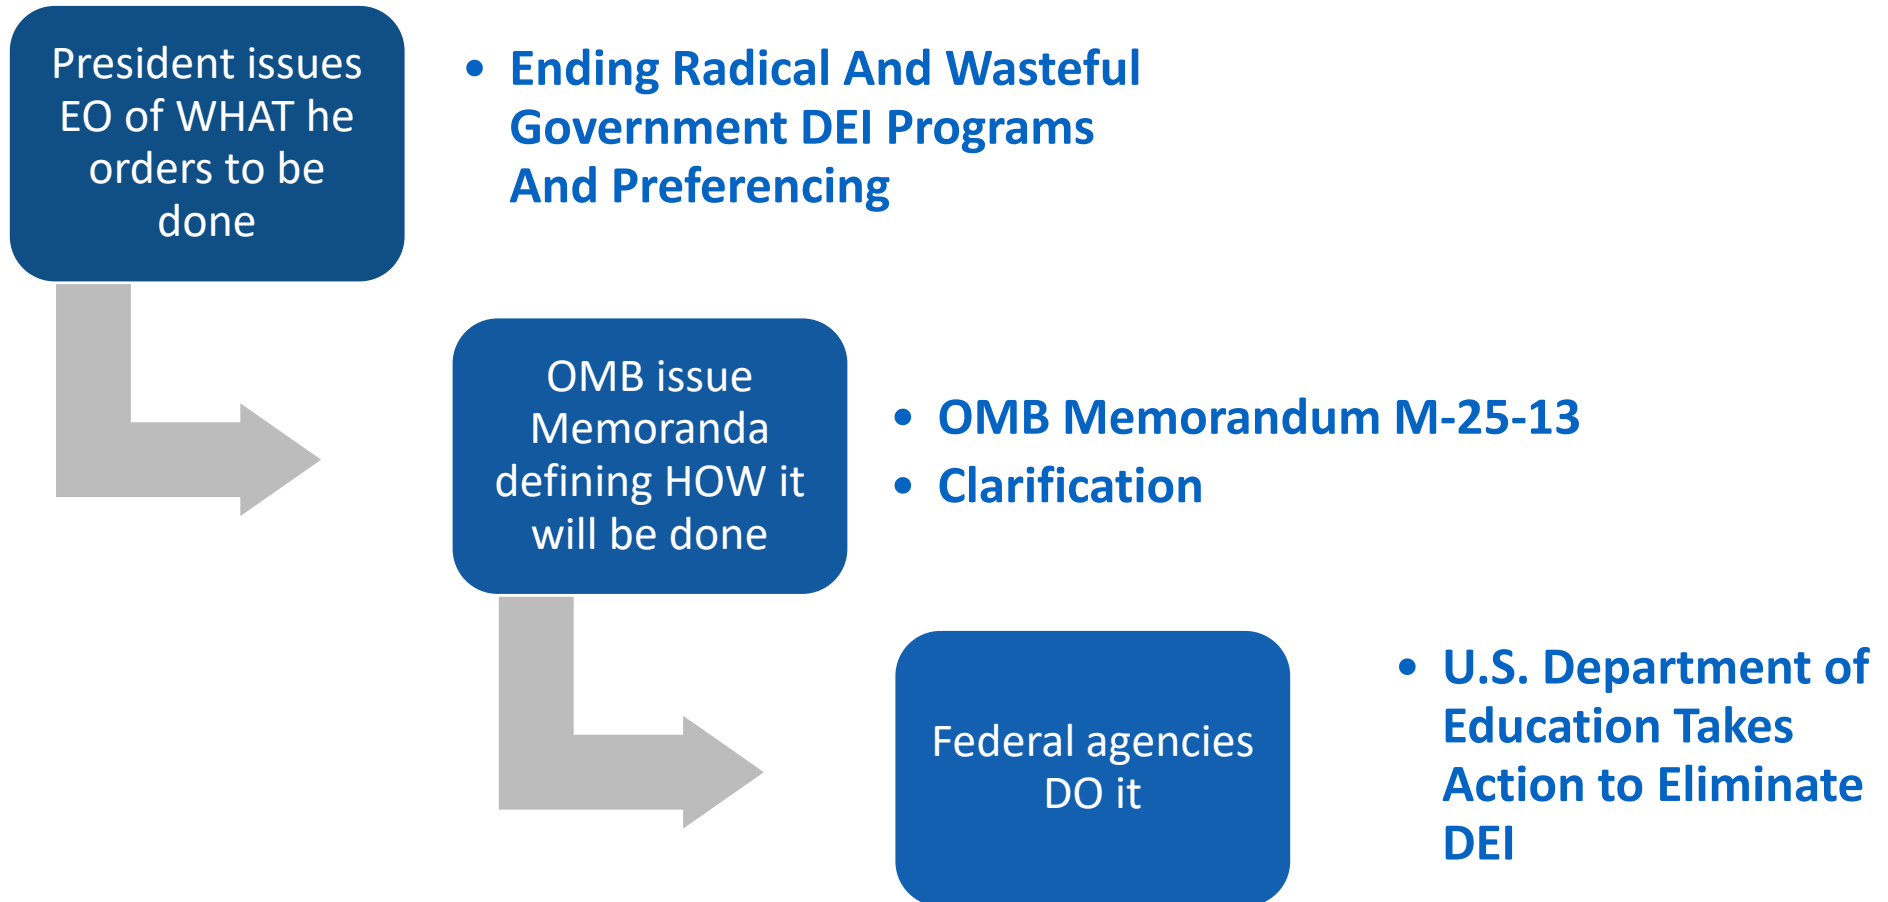 President issues
EO of WHAT he
orders to be
done
• Ending Radical And Wasteful
Government DEI Programs
And Preferencing
OMB issue
Memoranda
defining HOW it
will be done
• OMB Memorandum M-25-13
• Clarification
Federal agencies
DO it
• U.S. Department of
Education Takes
Action to Eliminate
DEI